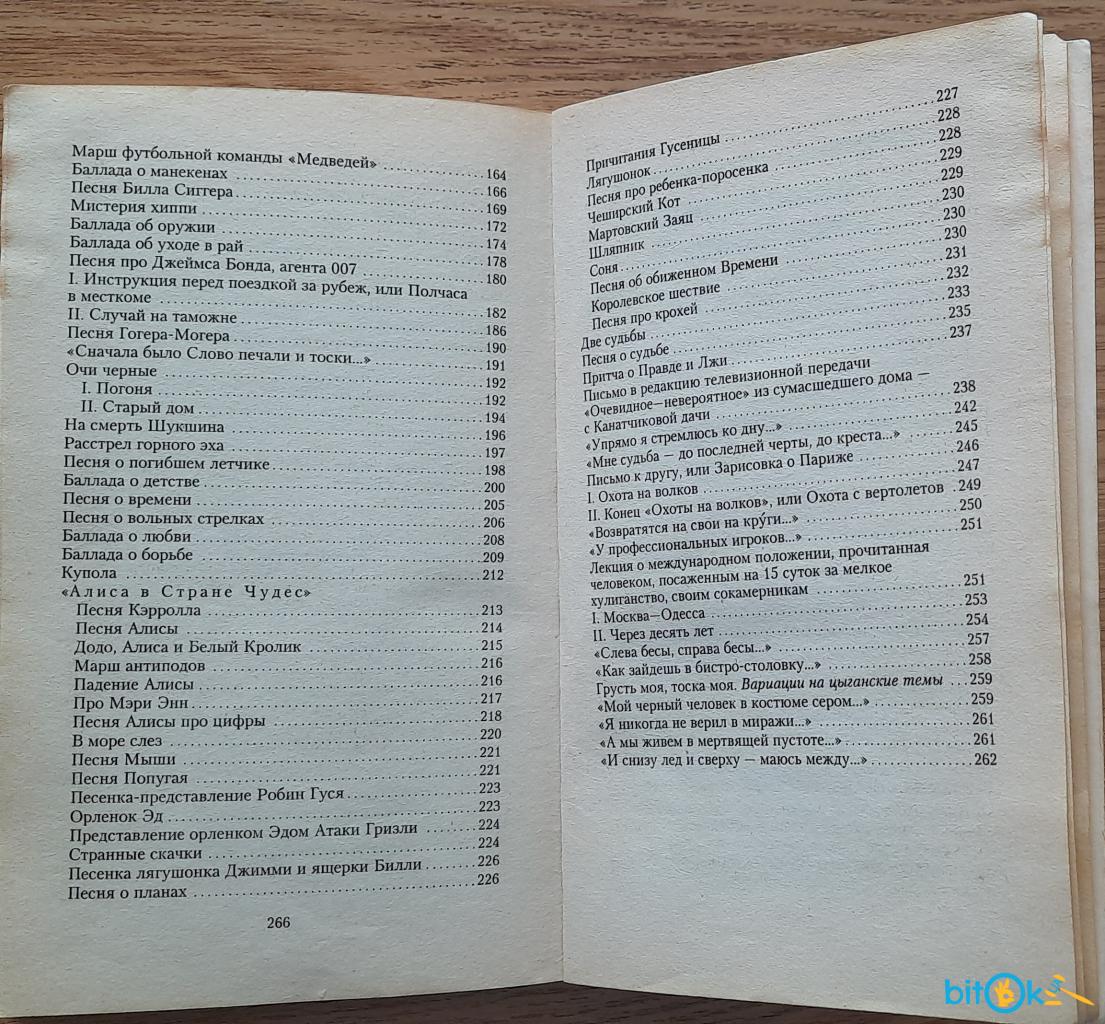 Марш футбольной команды «Медведей» 164
Баллада о манекенах 166
Песня Билла Сиггера 169
Мистерия хиппи 172
Баллада об оружии 174
Баллада об уходе в рай 178
Песня про Джеймса Бонда, агента 007 180
I. Инструкция перед поездкой за рубеж, или Полчаса
в месткоме 182
II. Случай на таможне 186
Песня Гогера-Могера 190
«Сначала было Слово печали и тоски...» 191
Очи черные 192
I. Погоня 192
II. Старый дом 194
На смерть Шукшина 196
Расстрел горного эха 197
Песня о погибшем летчике 198
Баллада о детстве 200
Песня о времени 205
Песня о вольных стрелках 206
Баллада о любви 208
Баллада о борьбе 209
Купола 212
«Алиса в Стране Чудес»
Песня Кэрролла 213
Песня Алисы 214
Додо, Алиса и Белый Кролик 215
Марш антиподов 216
Падение Алисы 216
Про Мэри Энн 217
Песня Алисы про цифры 218
В море слез 220
Песня Мыши 221
Песня Попугая 221
Песенка-представление Робин Гуся 223
Орленок Эд 223
Представление орленком Эдом Атаки Гризли 224
Странные скачки 224
Песенка лягушонка Джимми и ящерки Билли 226
Песня о планах 226
266
Причитания Гусеницы 227
Лягушонок 228
Песня про ребенка-поросенка 228
Чеширский Кот 229
Мартовский Заяц 229
Шляпник 230
Соня 230
Песня об обиженном Времени 230
Королевское шествие 231
Песня про крохей 232
Две судьбы 233
Песня о судьбе 235
Притча о Правде и Лжи 237
Письмо в редакцию телевизионной передачи
«Очевидное—невероятное» из сумасшедшего дома —
с Канатчиковой дачи 238
«Упрямо я стремлюсь ко дну...» 242
«Мне судьба — до последней черты, до креста...» 245
Письмо к другу, или Зарисовка о Париже 246
I. Охота на волков 247
II. Конец «Охоты на волков», или Охота с вертолетов 249
«Возвратятся на свои на круги...» 250
«У профессиональных игроков...» 251
Лекция о международном положении, прочитанная
человеком, посаженным на 15 суток за мелкое
хулиганство, своим сокамерникам 251
I. Москва—Одесса 253
II. Через десять лет 254
«Слева бесы, справа бесы...» 257
«Как зайдешь в бистро-столовку...» 258
Грусть моя, тоска моя. Вариации на цыганские темы 259
«Мой черный человек в костюме сером...» 259
«Я никогда не верил в миражи...» 261
«А мы живем в мертвящей пустоте...» 261
«И снизу лед и сверху — маюсь между...» 262
bitok